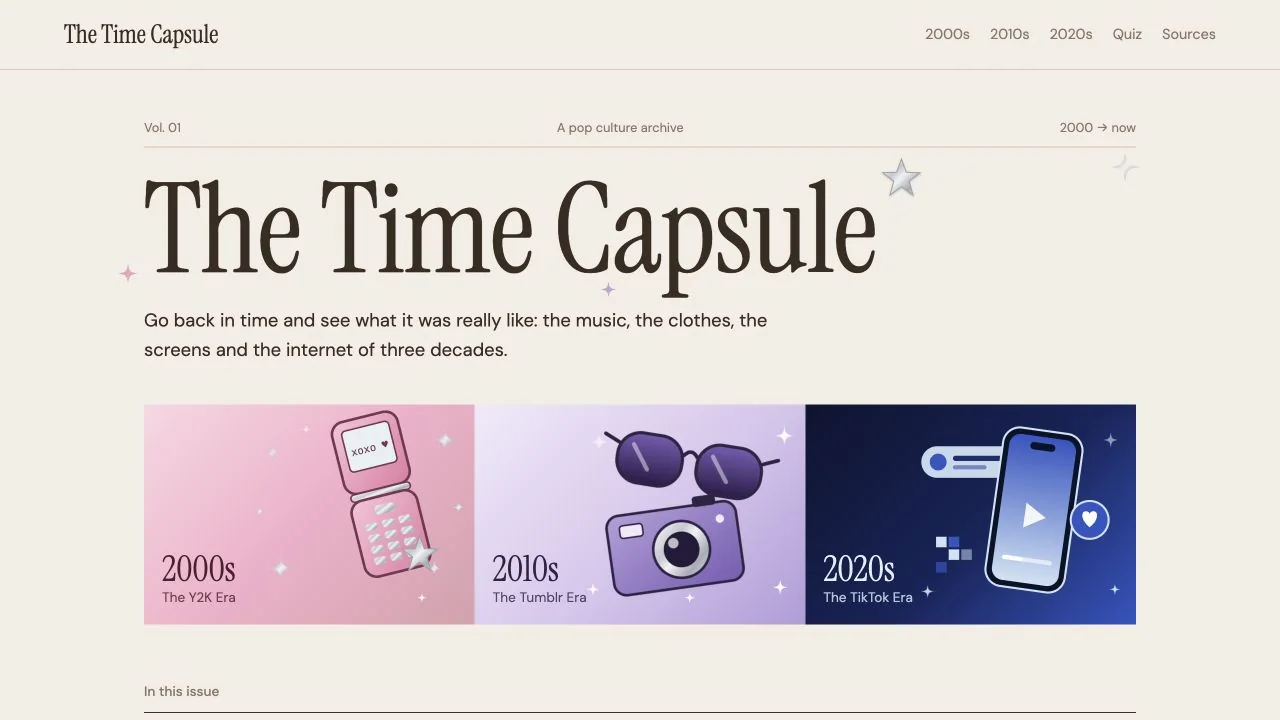 The Time Capsule
2000s 2010s 2020s Quiz Sources
Vol. 01
A pop culture archive
2000 → now
The Time Capsule
Go back in time and see what it was really like: the music, the clothes, the
screens and the internet of three decades.
xoxo ♥
2000s
The Y2K Era
2010s
The Tumblr Era
2020s
The TikTok Era
In this issue